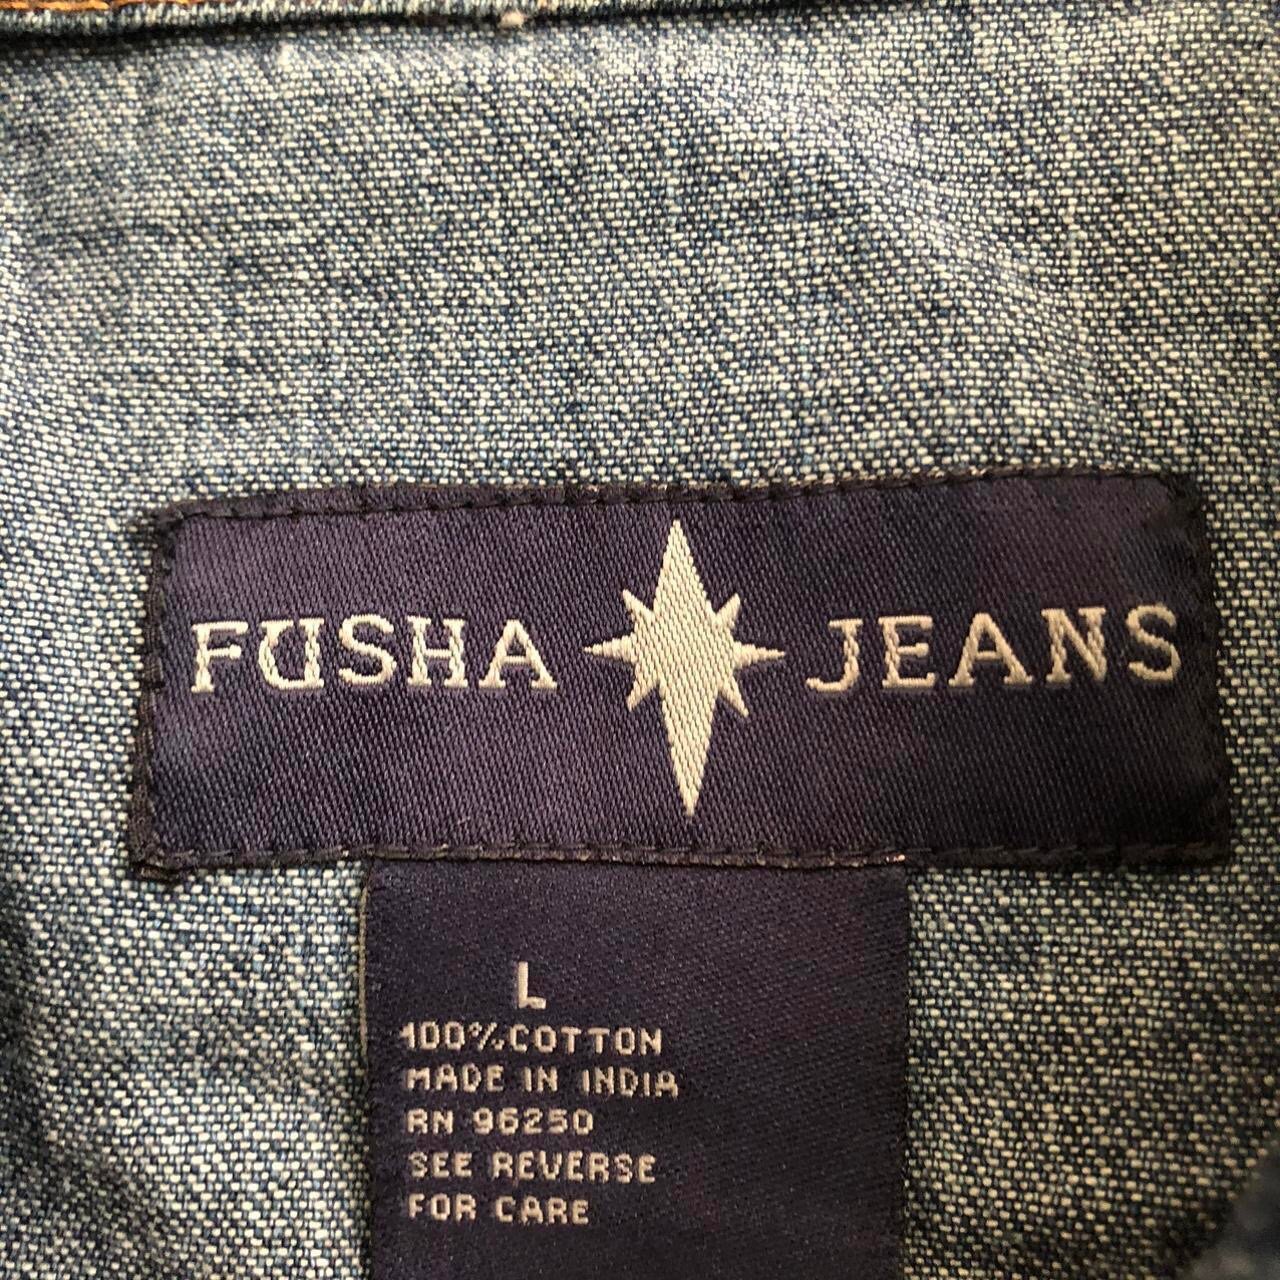 FUSHA JEANS
L
100% COTTON
MADE IN INDIA
RN 96250
SEE REVERSE
FOR CARE